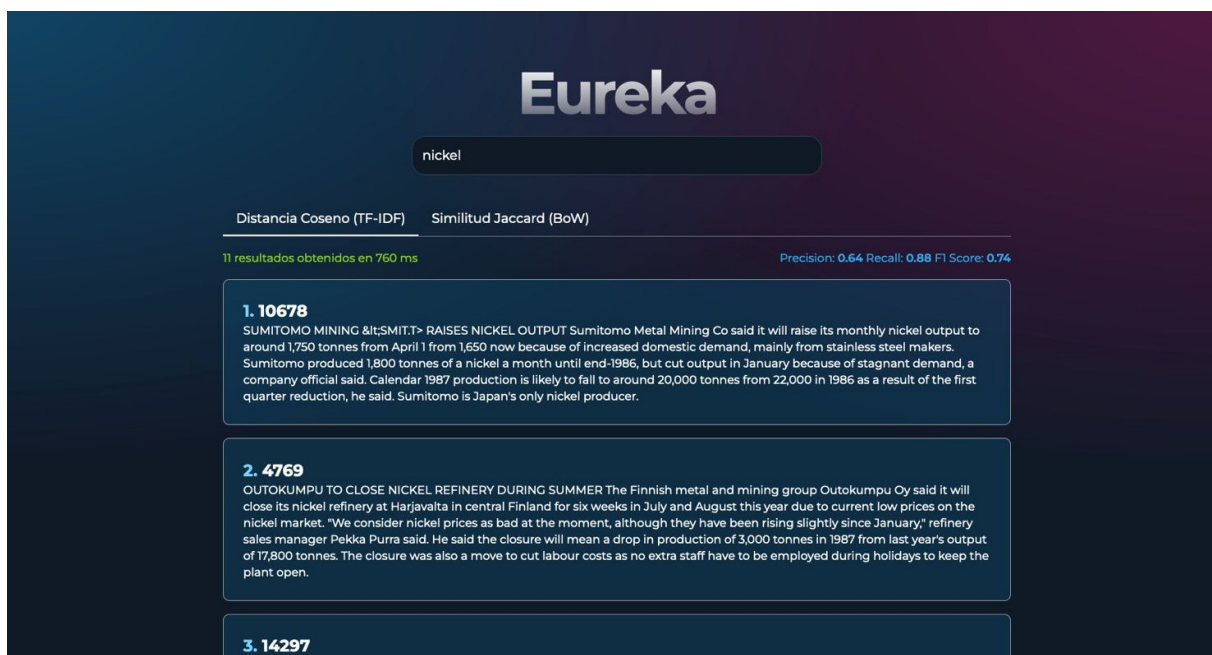 Eureka
nickel
Distancia Coseno (TF-IDF) Similitud Jaccard (BoW)
11 resultados obtenidos en 760 ms Precision: 0.64 Recall: 0.88 F1 Score: 0.74
1. 10678
SUMITOMO MINING &lt;SMIT.T> RAISES NICKEL OUTPUT Sumitomo Metal Mining Co said it will raise its monthly nickel output to
around 1,750 tonnes from April 1 from 1,650 now because of increased domestic demand, mainly from stainless steel makers.
Sumitomo produced 1,800 tonnes of a nickel a month until end-1986, but cut output in January because of stagnant demand, a
company official said. Calendar 1987 production is likely to fall to around 20,000 tonnes from 22,000 in 1986 as a result of the first
quarter reduction, he said. Sumitomo is Japan's only nickel producer.
2. 4769
OUTOKUMPU TO CLOSE NICKEL REFINERY DURING SUMMER The Finnish metal and mining group Outokumpu Oy said it will
close its nickel refinery at Harjavalta in central Finland for six weeks in July and August this year due to current low prices on the
nickel market. "We consider nickel prices as bad at the moment, although they have been rising slightly since January," refinery
sales manager Pekka Purra said. He said the closure will mean a drop in production of 3,000 tonnes in 1987 from last year's output
of 17,800 tonnes. The closure was also a move to cut labour costs as no extra staff have to be employed during holidays to keep the
plant open.
3. 14297